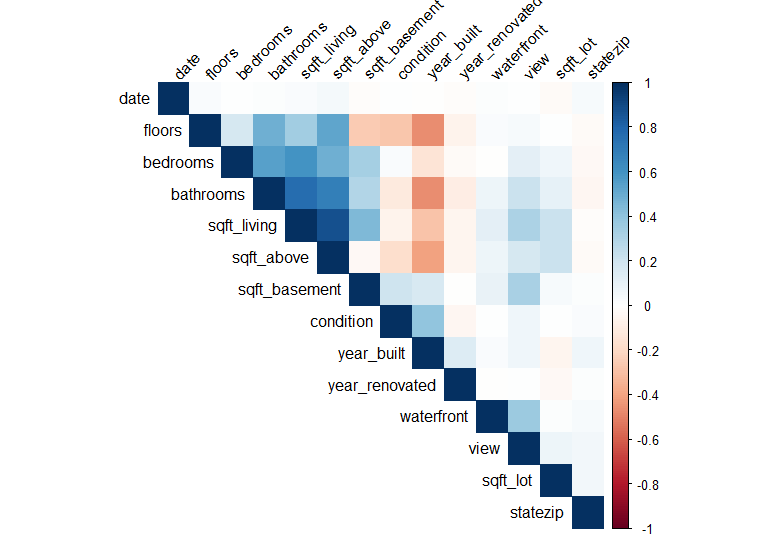 date
floors
bedrooms
bathrooms
sqft_living
sqft_above
sqft_basement
condition
year_built
year_renovated
waterfront
view
sqft_lot
statezip
date
floors
bedrooms
bathrooms
sqft_living
sqft_above
sqft_basement
condition
year_built
year_renovated
waterfront
view
sqft_lot
statezip
1
0.8
0.6
0.4
0.2
0
-0.2
-0.4
-0.6
-0.8
-1